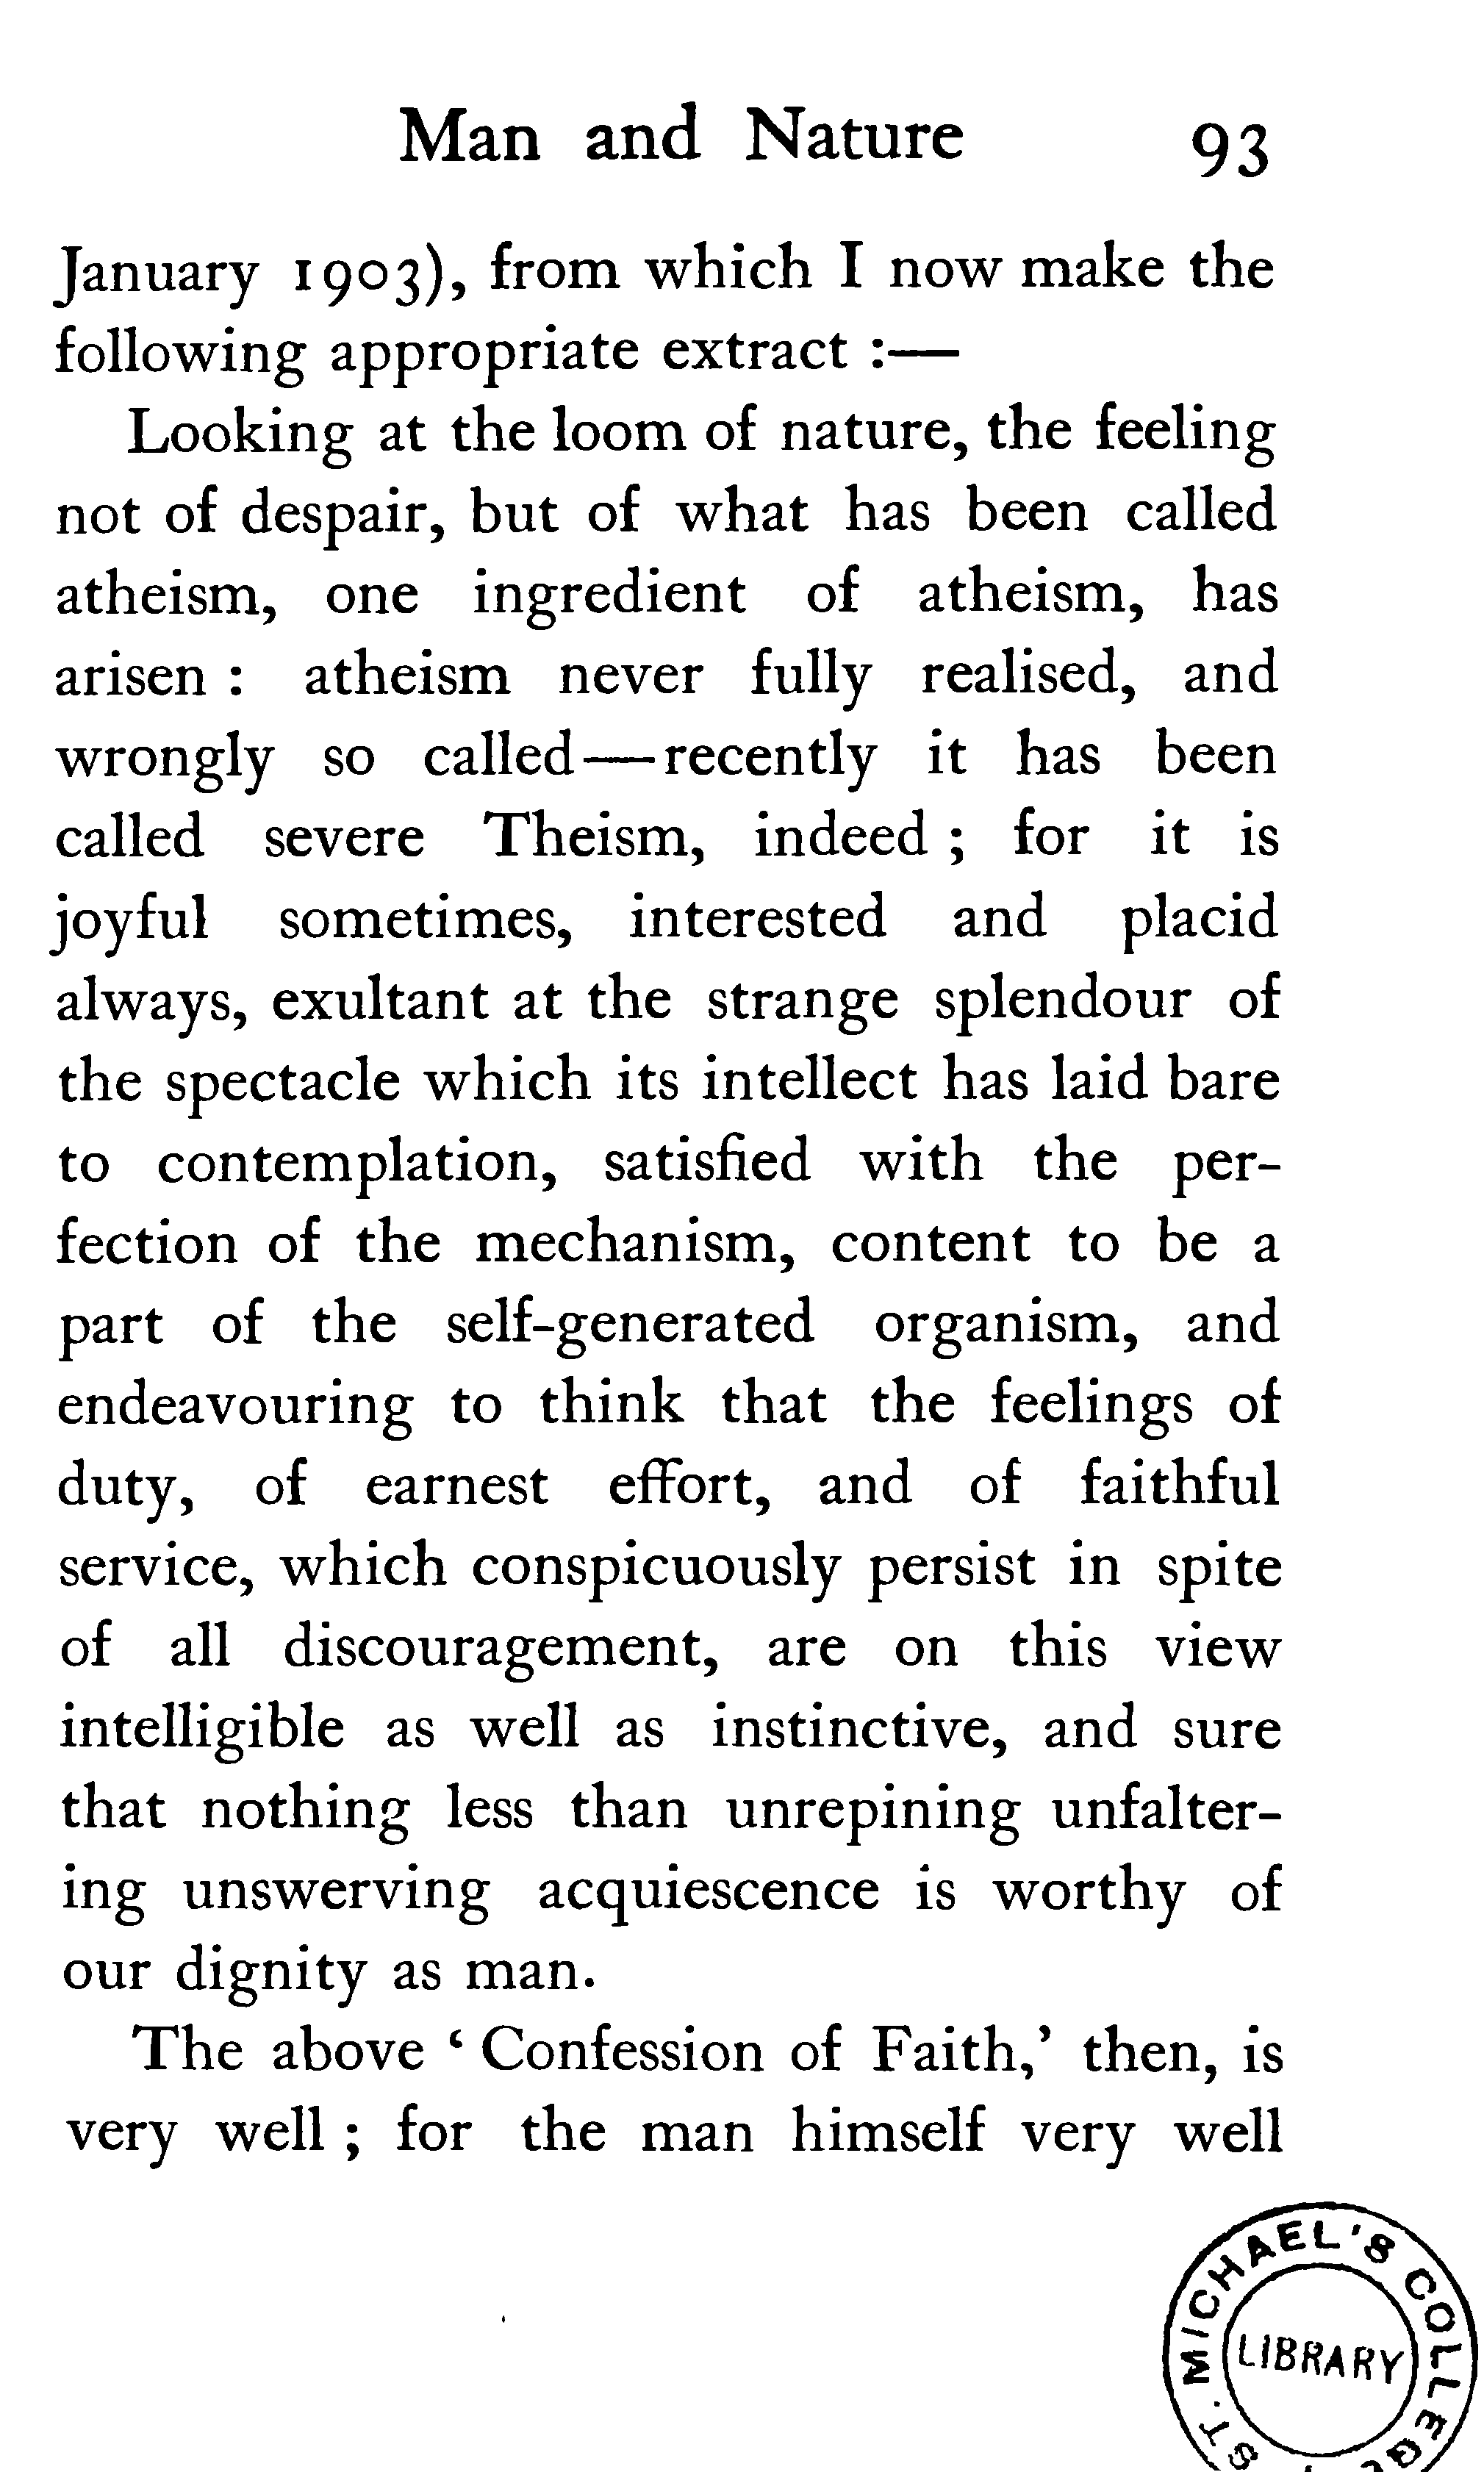 Man and Nature 93
January 1903), from which I now make the
following appropriate extract :—
Looking at the loom of nature, the feeling
not of despair, but of what has been called
atheism, one ingredient of atheism, has
arisen : atheism never fully realised, and
wrongly so called—recently it has been
called severe Theism, indeed ; for it is
joyful sometimes, interested and placid
always, exultant at the strange splendour of
the spectacle which its intellect has laid bare
to contemplation, satisfied with the per-
fection of the mechanism, content to be a
part of the self-generated organism, and
endeavouring to think that the feelings of
duty, of earnest effort, and of faithful
service, which conspicuously persist in spite
of all discouragement, are on this view
intelligible as well as instinctive, and sure
that nothing less than unrepining unfalter-
ing unswerving acquiescence is worthy of
our dignity as man.
The above ‘ Confession of Faith,’ then, is
very well ; for the man himself very well
ST. MICHAEL'S COLLEGE
LIBRARY